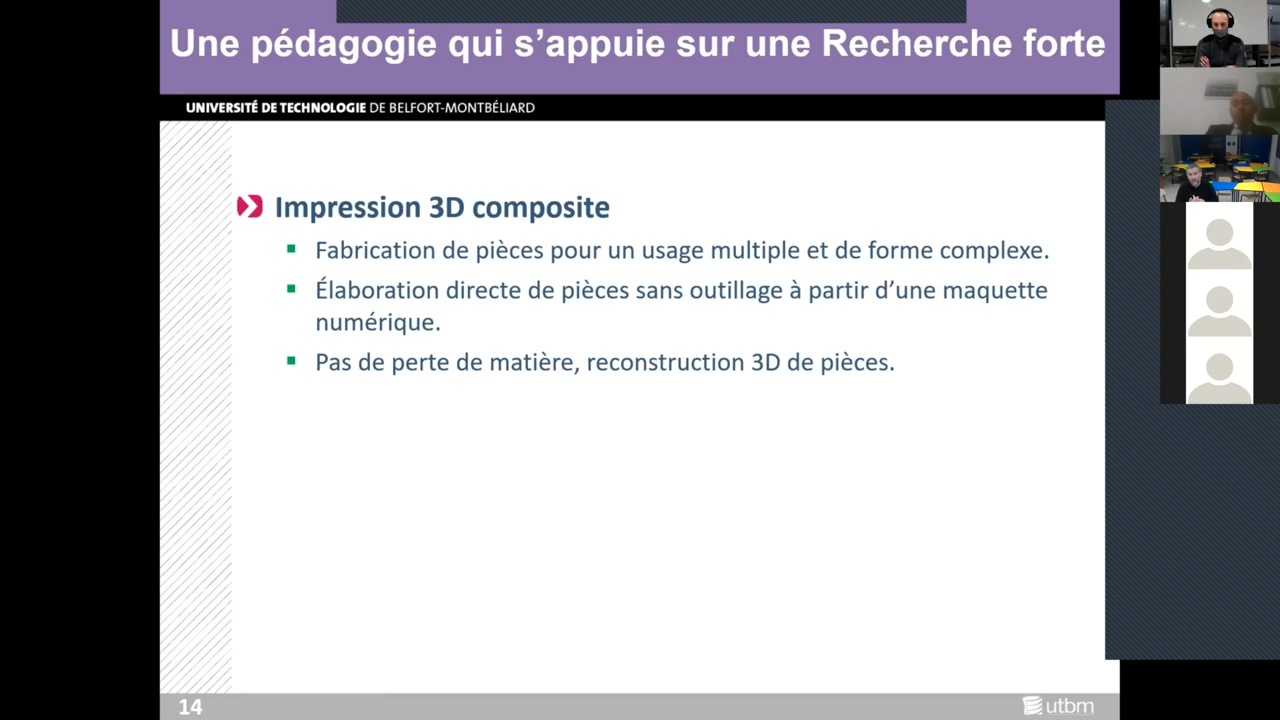 Une pédagogie qui s’appuie sur une Recherche forte
UNIVERSITÉ DE TECHNOLOGIE DE BELFORT-MONTBÉLIARD
Impression 3D composite
Fabrication de pièces pour un usage multiple et de forme complexe.
Élaboration directe de pièces sans outillage à partir d’une maquette
numérique.
Pas de perte de matière, reconstruction 3D de pièces.
14
utbm